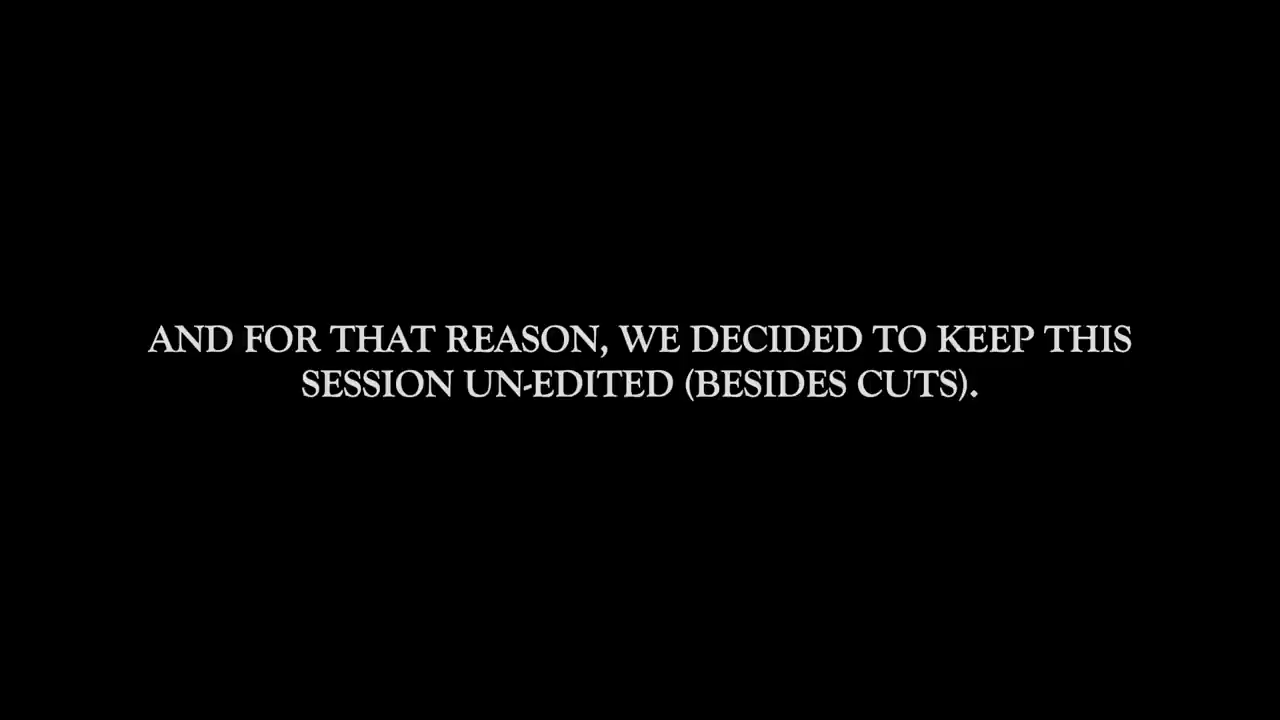 AND FOR THAT REASON, WE DECIDED TO KEEP THIS
SESSION UN-EDITED (BESIDES CUTS).